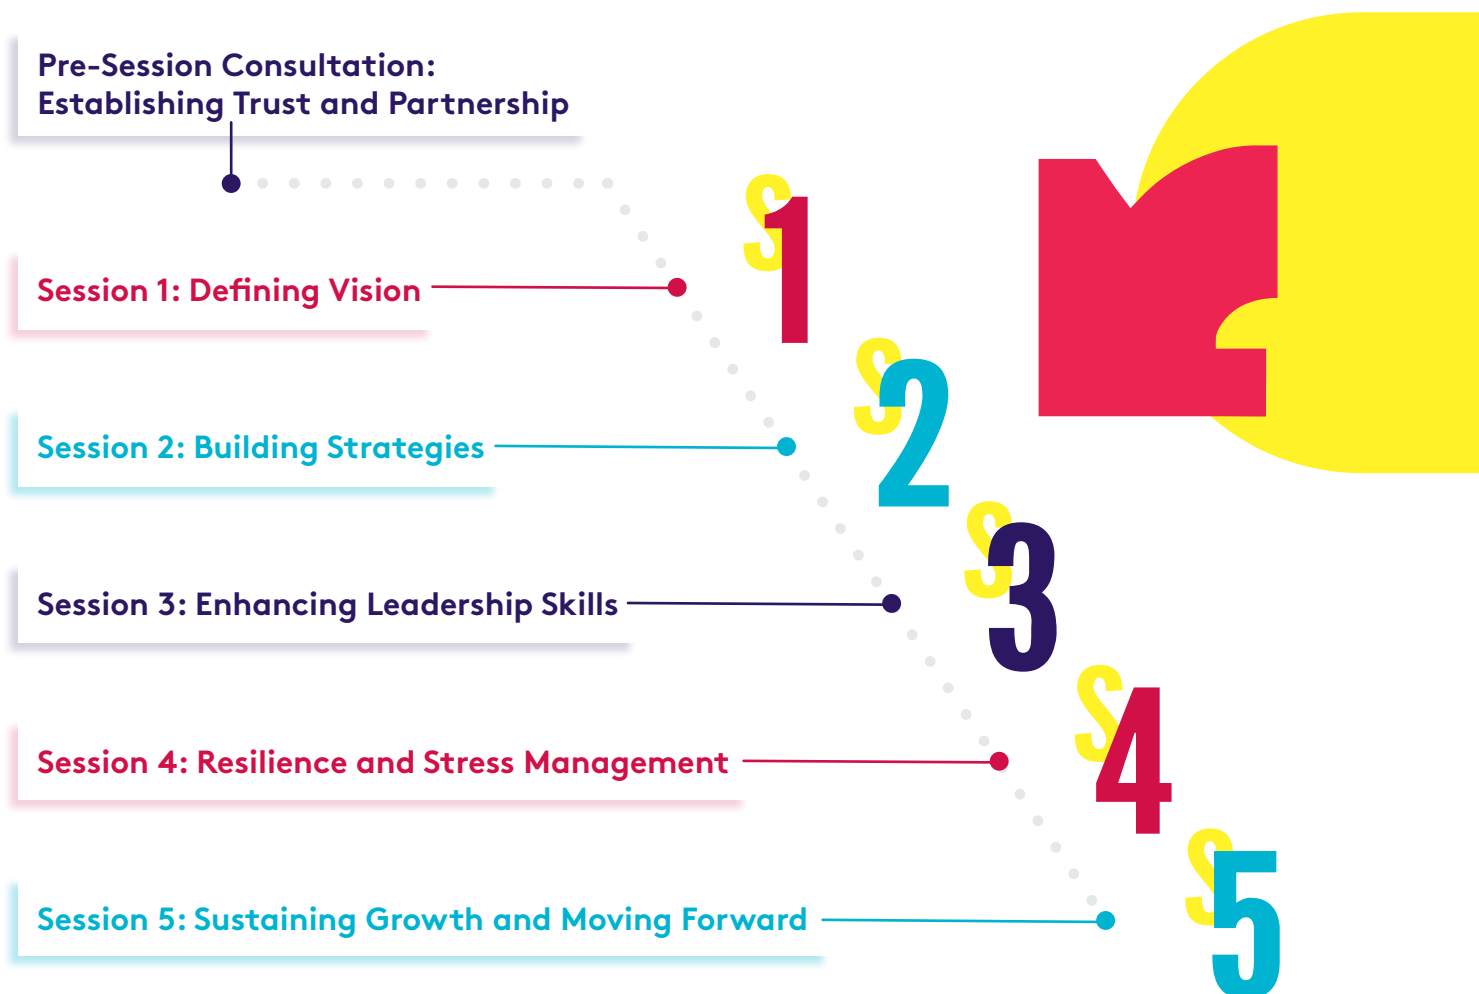 Pre-Session Consultation:
Establishing Trust and Partnership
S1
Session 1: Defining Vision
S2
Session 2: Building Strategies
S3
Session 3: Enhancing Leadership Skills
S4
Session 4: Resilience and Stress Management
S5
Session 5: Sustaining Growth and Moving Forward